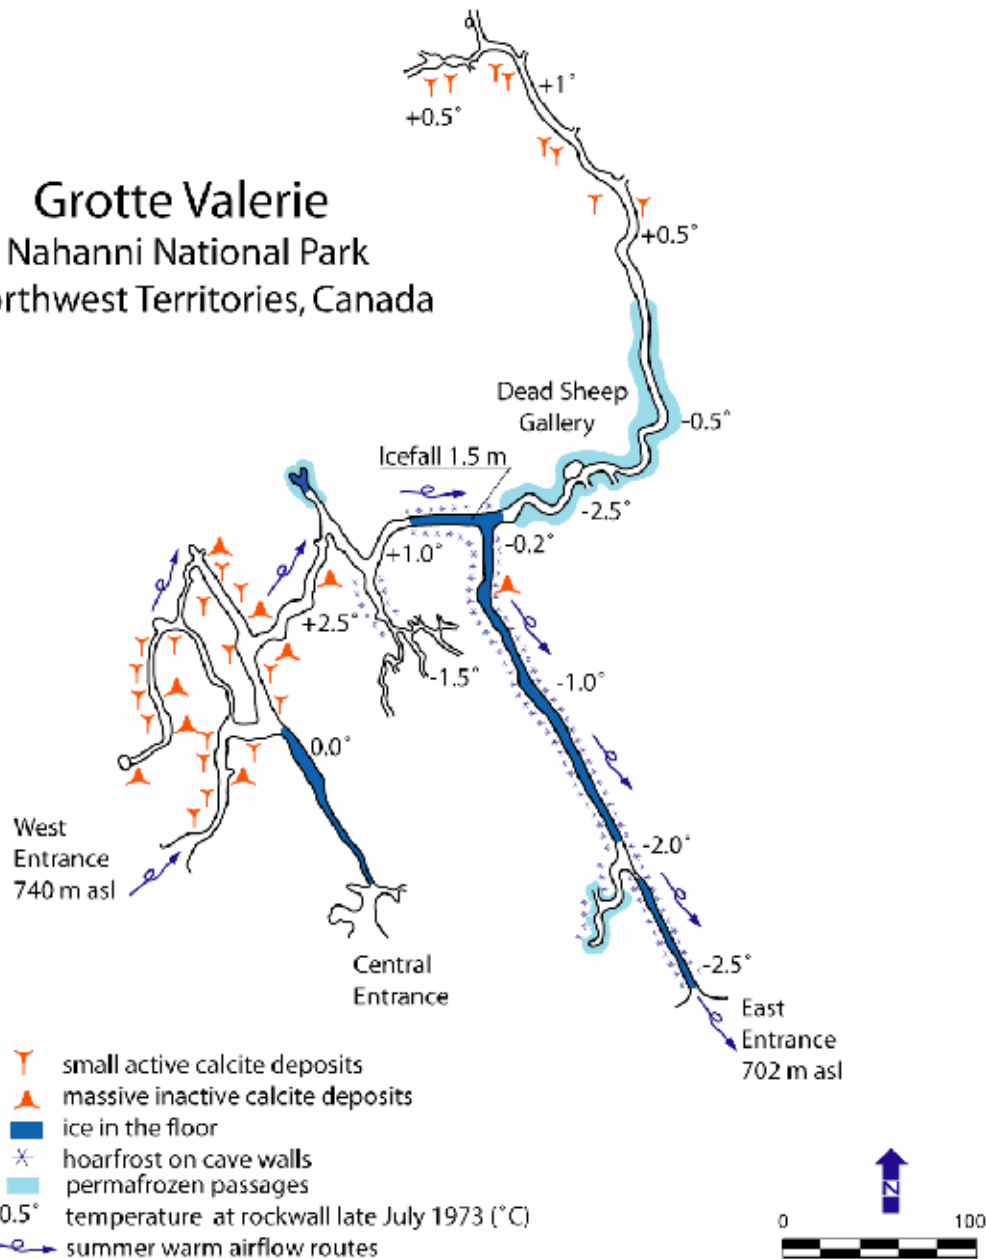 +1˚
+0.5˚
Grotte Valerie
Nahanni National Park
orthwest Territories, Canada
+0.5˚
Dead Sheep
Gallery
-0.5˚
Icefall 1.5 m
-2.5˚
-0.2˚
+1.0˚
+2.5˚
-1.5˚
-1.0˚
0.0˚
West
Entrance
740 m asl
-2.0˚
Central
Entrance
-2.5˚
East
Entrance
702 m asl
small active calcite deposits
massive inactive calcite deposits
ice in the floor
hoarfrost on cave walls
permafrozen passages
0.5˚ temperature at rockwall late July 1973 (˚C)
summer warm airflow routes
N
0 100